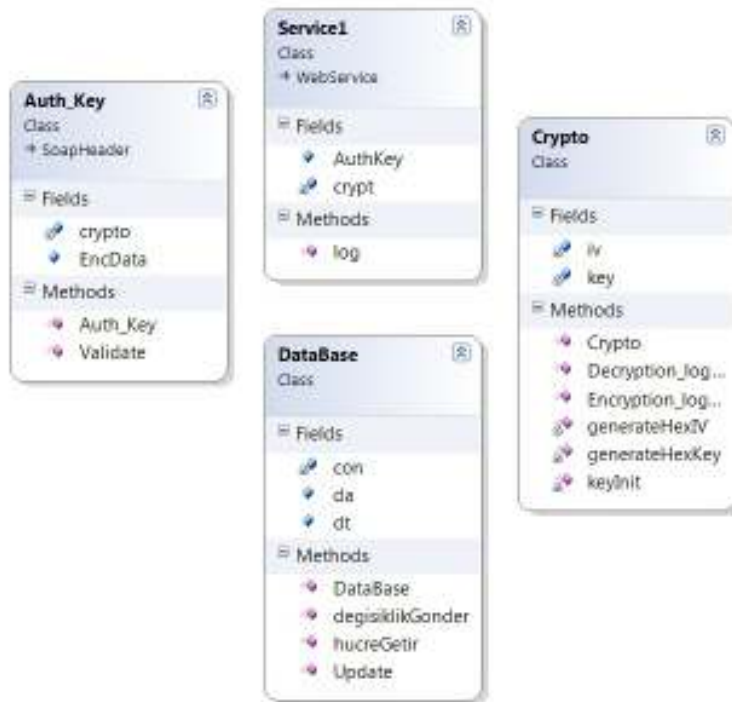 Auth_Key
Class
SoapHeader
Fields
crypto
EncData
Methods
Auth_Key
Validate
Service1
Class
WebService
Fields
AuthKey
crypt
Methods
log
DataBase
Class
Fields
con
da
dt
Methods
DataBase
degisiklikGonder
hucreGetir
Update
Crypto
Class
Fields
iv
key
Methods
Crypto
Decryption_log...
Encryption_log...
generateHexIV
generateHexKey
keyInit